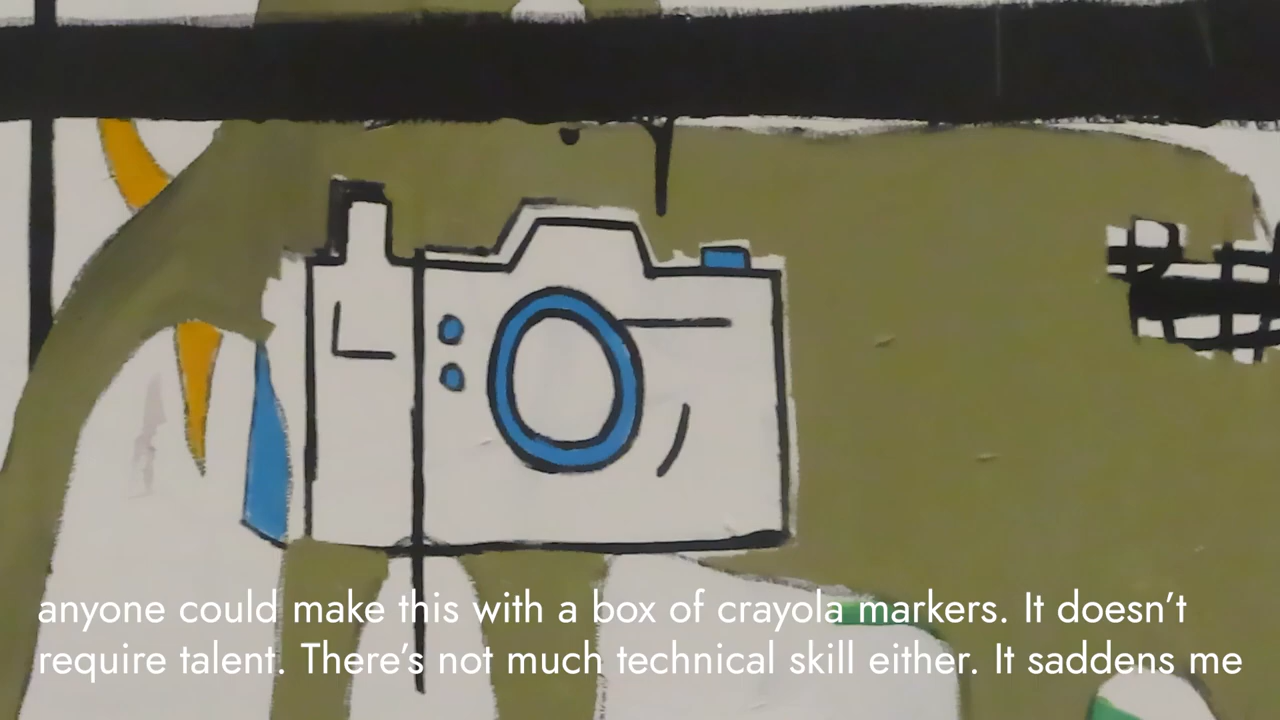 anyone could make this with a box of crayola markers. It doesn’t
require talent. There’s not much technical skill either. It saddens me